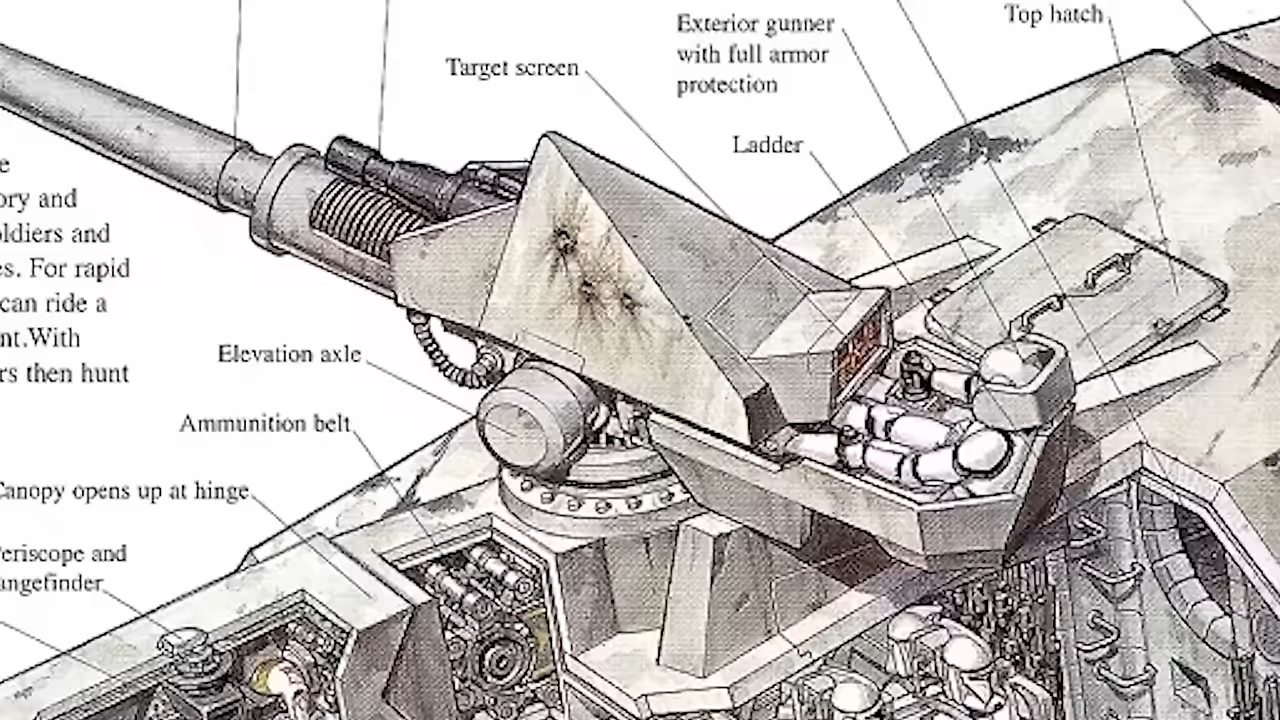 Exterior gunner
with full armor
protection
Top hatch
Target screen
Ladder
ory and
oldiers and
es. For rapid
can ride a
nt.With
rs then hunt
Elevation axle
Ammunition belt
Canopy opens up at hinge
Periscope and
angefinder